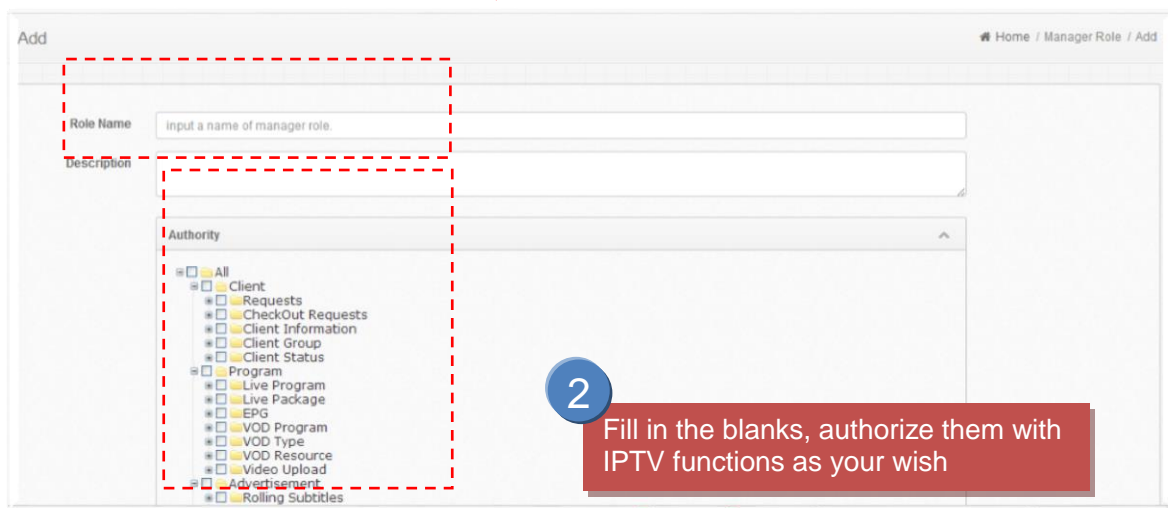 Add
Home / Manager Role / Add
Role Name
input a name of manager role.
Description
Authority
All
Client
Requests
CheckOut Requests
Client Information
Client Group
Client Status
Program
Live Program
Live Package
EPG
VOD Program
VOD Type
VOD Resource
Video Upload
Advertisement
Rolling Subtitles
2
Fill in the blanks, authorize them with
IPTV functions as your wish